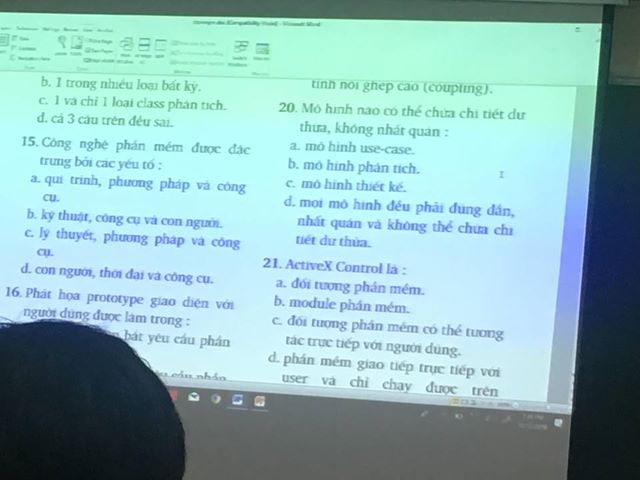 b. 1 trong nhiều loại bất kỳ.
c. 1 và chỉ 1 loại class phân tích.
d. cả 3 câu trên đều sai.
15. Công nghệ phần mềm được đặc
trưng bởi các yếu tố :
a. qui trình, phương pháp và công
cụ.
b. kỹ thuật, công cụ và con người.
c. lý thuyết, phương pháp và công
cụ.
d. con người, thời đại và công cụ.
16. Phát họa prototype giao diện với
người dùng được làm trong :
bắt yêu cầu phần
cầu phần
tính nối ghép cao (coupling).
20. Mô hình nào có thể chứa chi tiết dư
thừa, không nhất quán :
a. mô hình use-case.
b. mô hình phân tích.
c. mô hình thiết kế.
d. mọi mô hình đều phải đúng đắn,
nhất quán và không thể chứa chi
tiết dư thừa.
21. ActiveX Control là :
a. đối tượng phần mềm.
b. module phần mềm.
c. đối tượng phần mềm có thể tương
tác trực tiếp với người dùng.
d. phần mềm giao tiếp trực tiếp với
user và chỉ chạy được trên